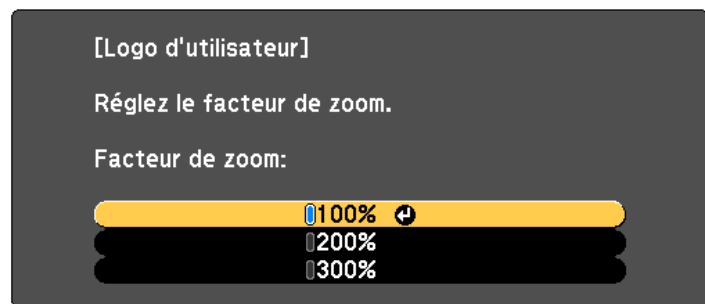 [Logo d'utilisateur]
Réglez le facteur de zoom.
Facteur de zoom:
100%
200%
300%